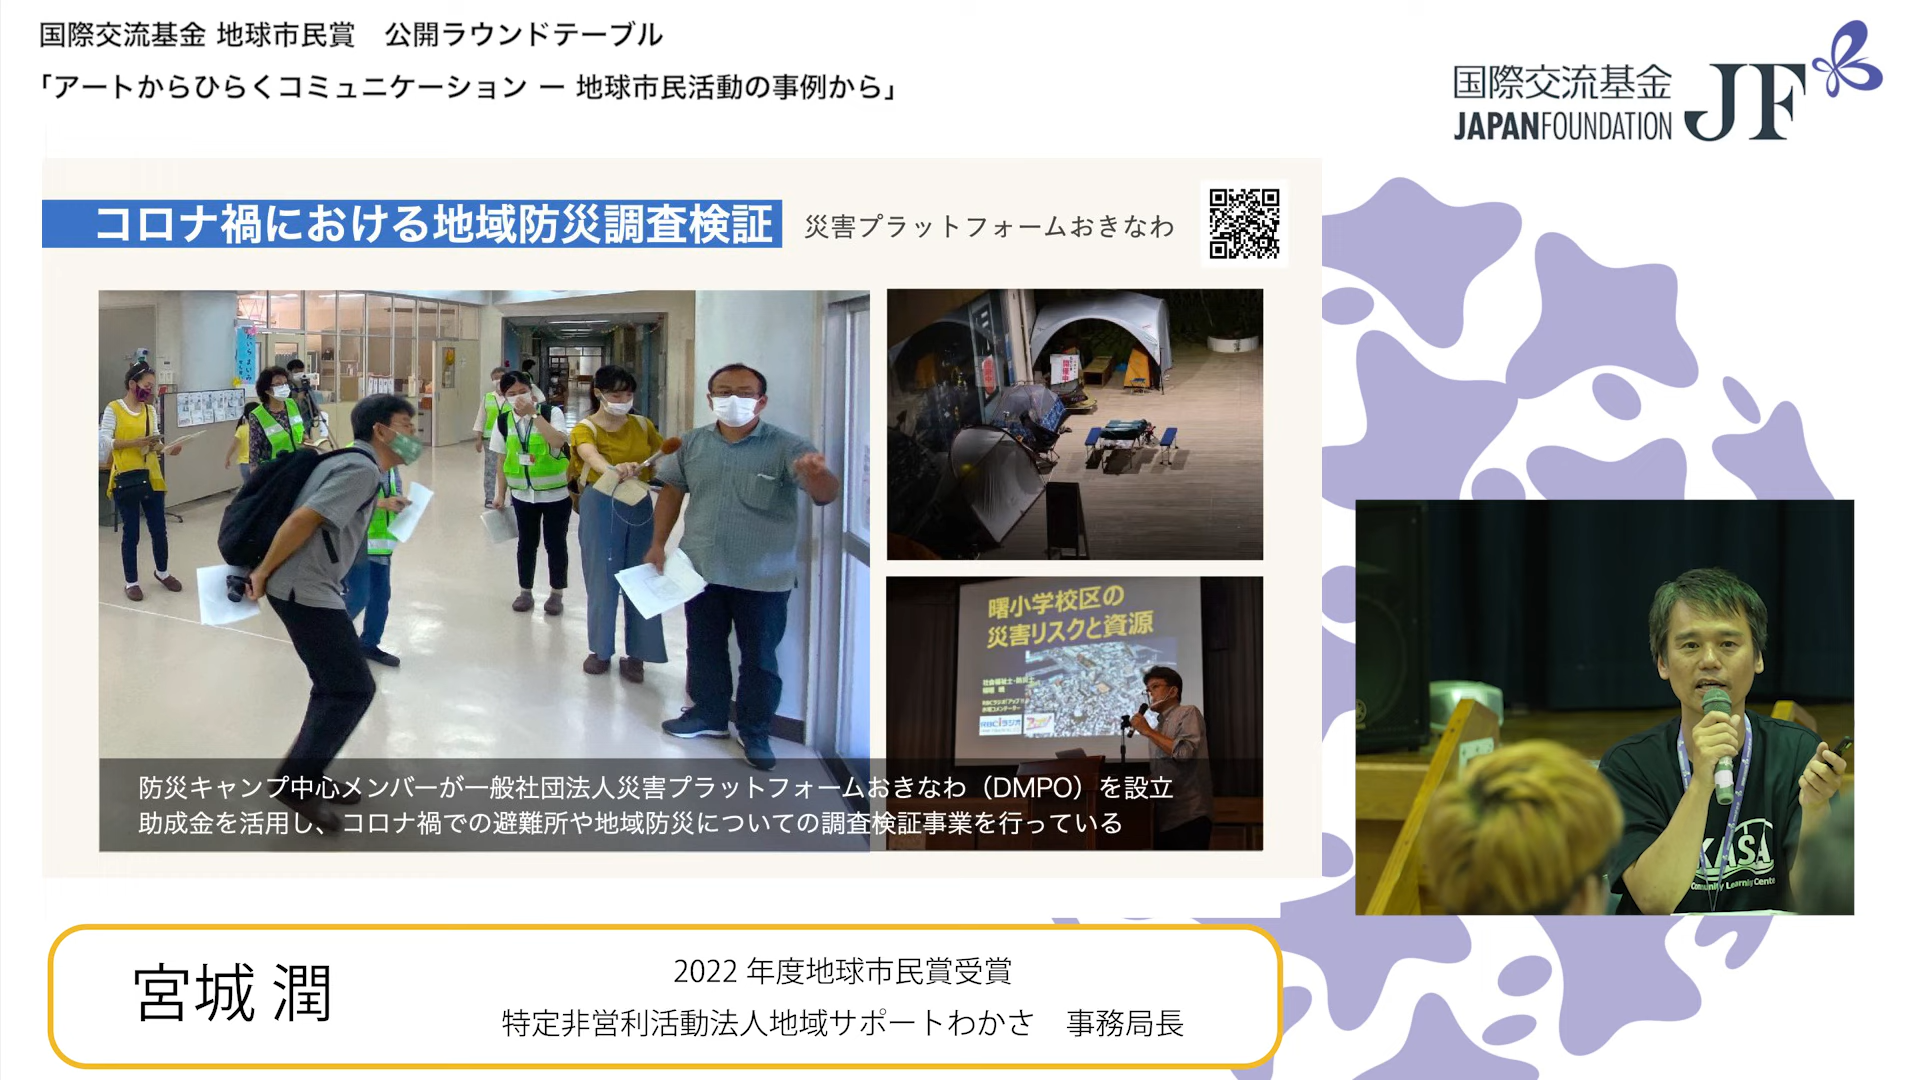 国際交流基金 地球市民賞　公開ラウンドテーブル
「アートからひらくコミュニケーション ー 地球市民活動の事例から」
国際交流基金
JAPANFOUNDATION
JF
コロナ禍における地域防災調査検証
災害プラットフォームおきなわ
曙小学校区の
災害リスクと資源
防災キャンプ中心メンバーが一般社団法人災害プラットフォームおきなわ（DMPO）を設立
助成金を活用し、コロナ禍での避難所や地域防災についての調査検証事業を行っている
KASA
Community Learning Cente
宮城 潤
2022 年度地球市民賞受賞
特定非営利活動法人地域サポートわかさ　事務局長